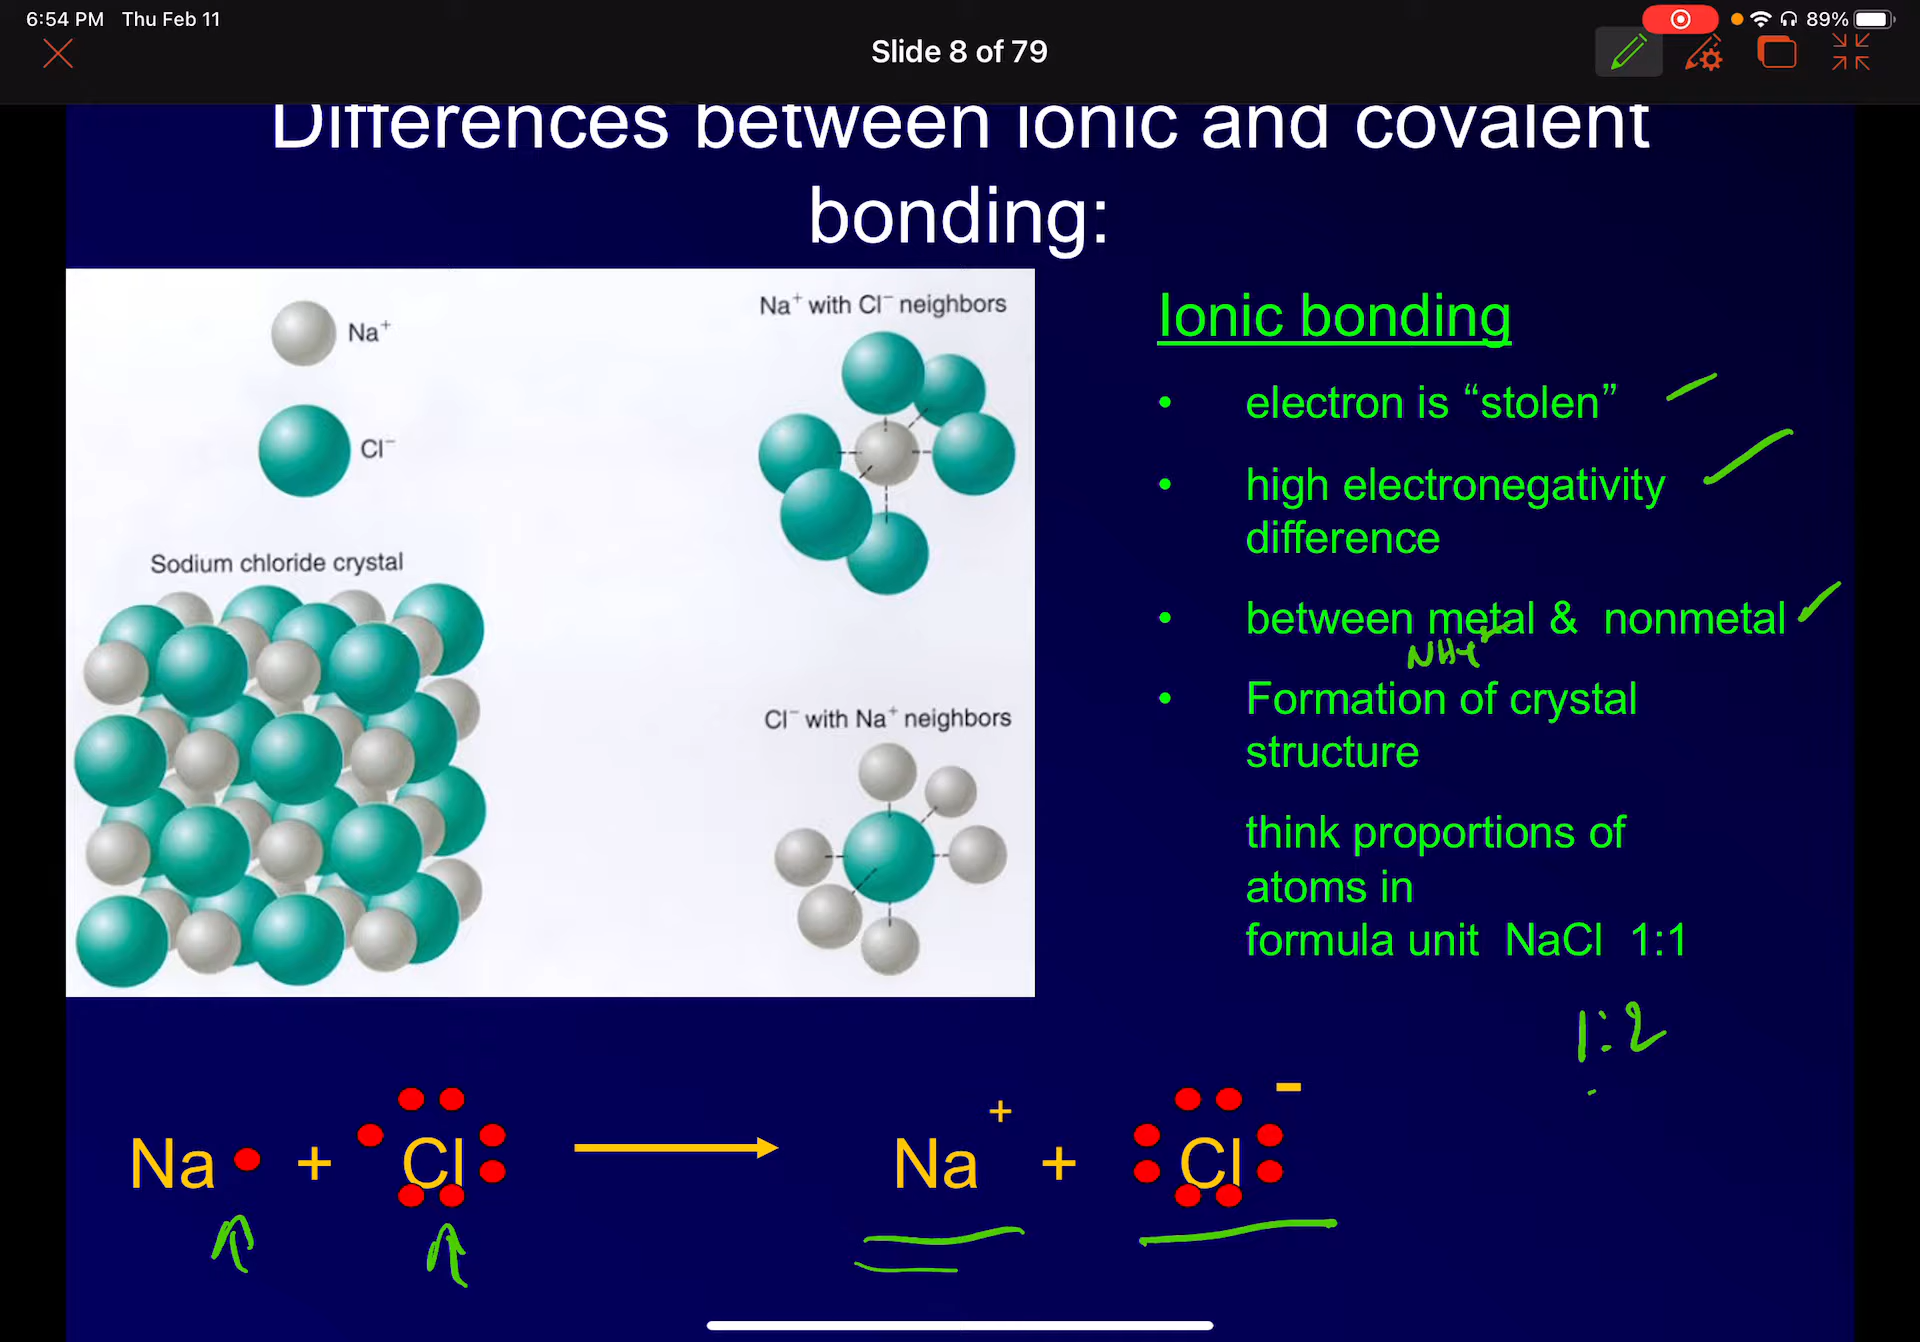 6:54 PM Thu Feb 11
89%
Slide 8 of 79
Differences between ionic and covalent
bonding:
Na⁺
Cl⁻
Sodium chloride crystal
Na⁺ with Cl⁻ neighbors
Cl⁻ with Na⁺ neighbors
Ionic bonding
• electron is “stolen”
• high electronegativity
difference
• between metal & nonmetal
NH4
• Formation of crystal
structure
think proportions of
atoms in
formula unit NaCl 1:1
1:2
Na + Cl Na⁺ + Cl⁻